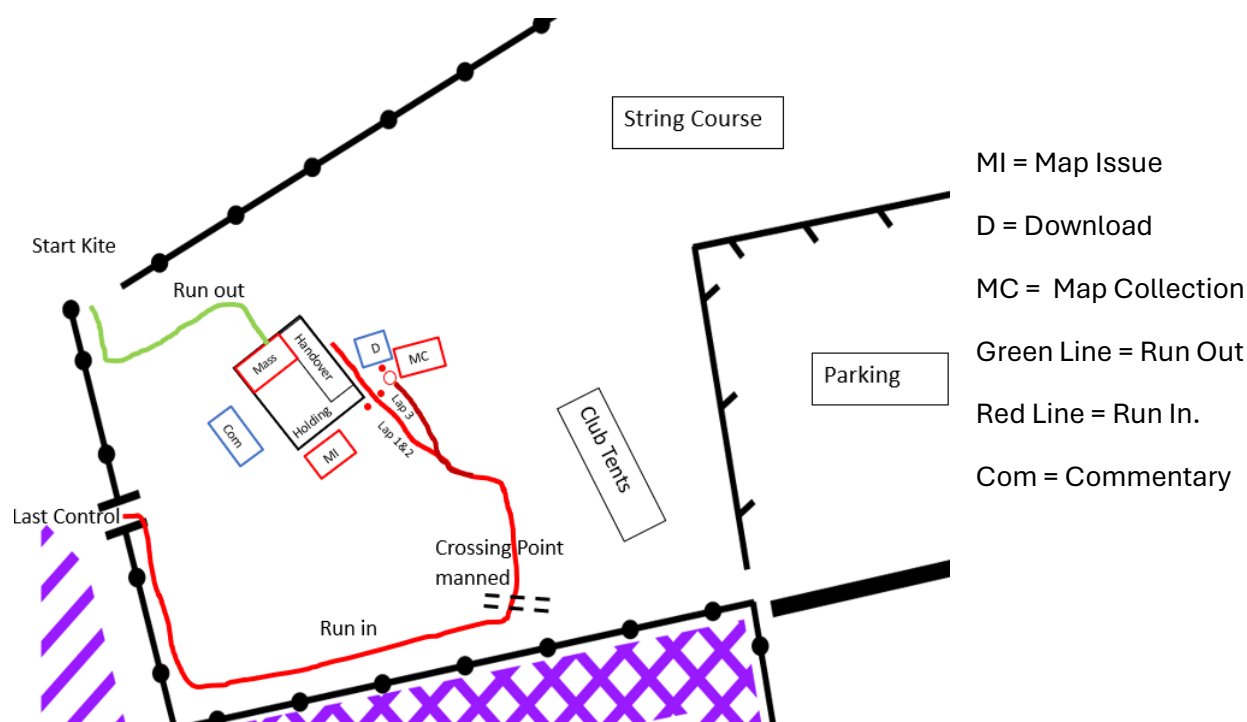 String Course
MI = Map Issue
D = Download
Start Kite
MC =  Map Collection
Run out
Handover
D
MC
Mass
Green Line = Run Out
Parking
Lap 3
Holding
Com
Club Tents
Red Line = Run In.
Lap 1&2
MI
Com = Commentary
Last Control
Crossing Point
manned
Run in